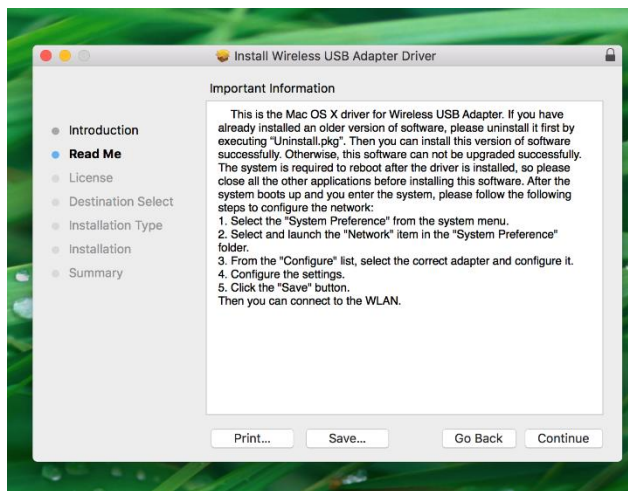 Install Wireless USB Adapter Driver
Important Information
Introduction
Read Me
License
Destination Select
Installation Type
Installation
Summary
This is the Mac OS X driver for Wireless USB Adapter. If you have
already installed an older version of software, please uninstall it first by
executing “Uninstall.pkg”. Then you can install this version of software
successfully. Otherwise, this software can not be upgraded successfully.
The system is required to reboot after the driver is installed, so please
close all the other applications before installing this software. After the
system boots up and you enter the system, please follow the following
steps to configure the network:
1. Select the "System Preference" from the system menu.
2. Select and launch the "Network" item in the "System Preference"
folder.
3. From the "Configure" list, select the correct adapter and configure it.
4. Configure the settings.
5. Click the "Save" button.
Then you can connect to the WLAN.
Print...
Save...
Go Back
Continue